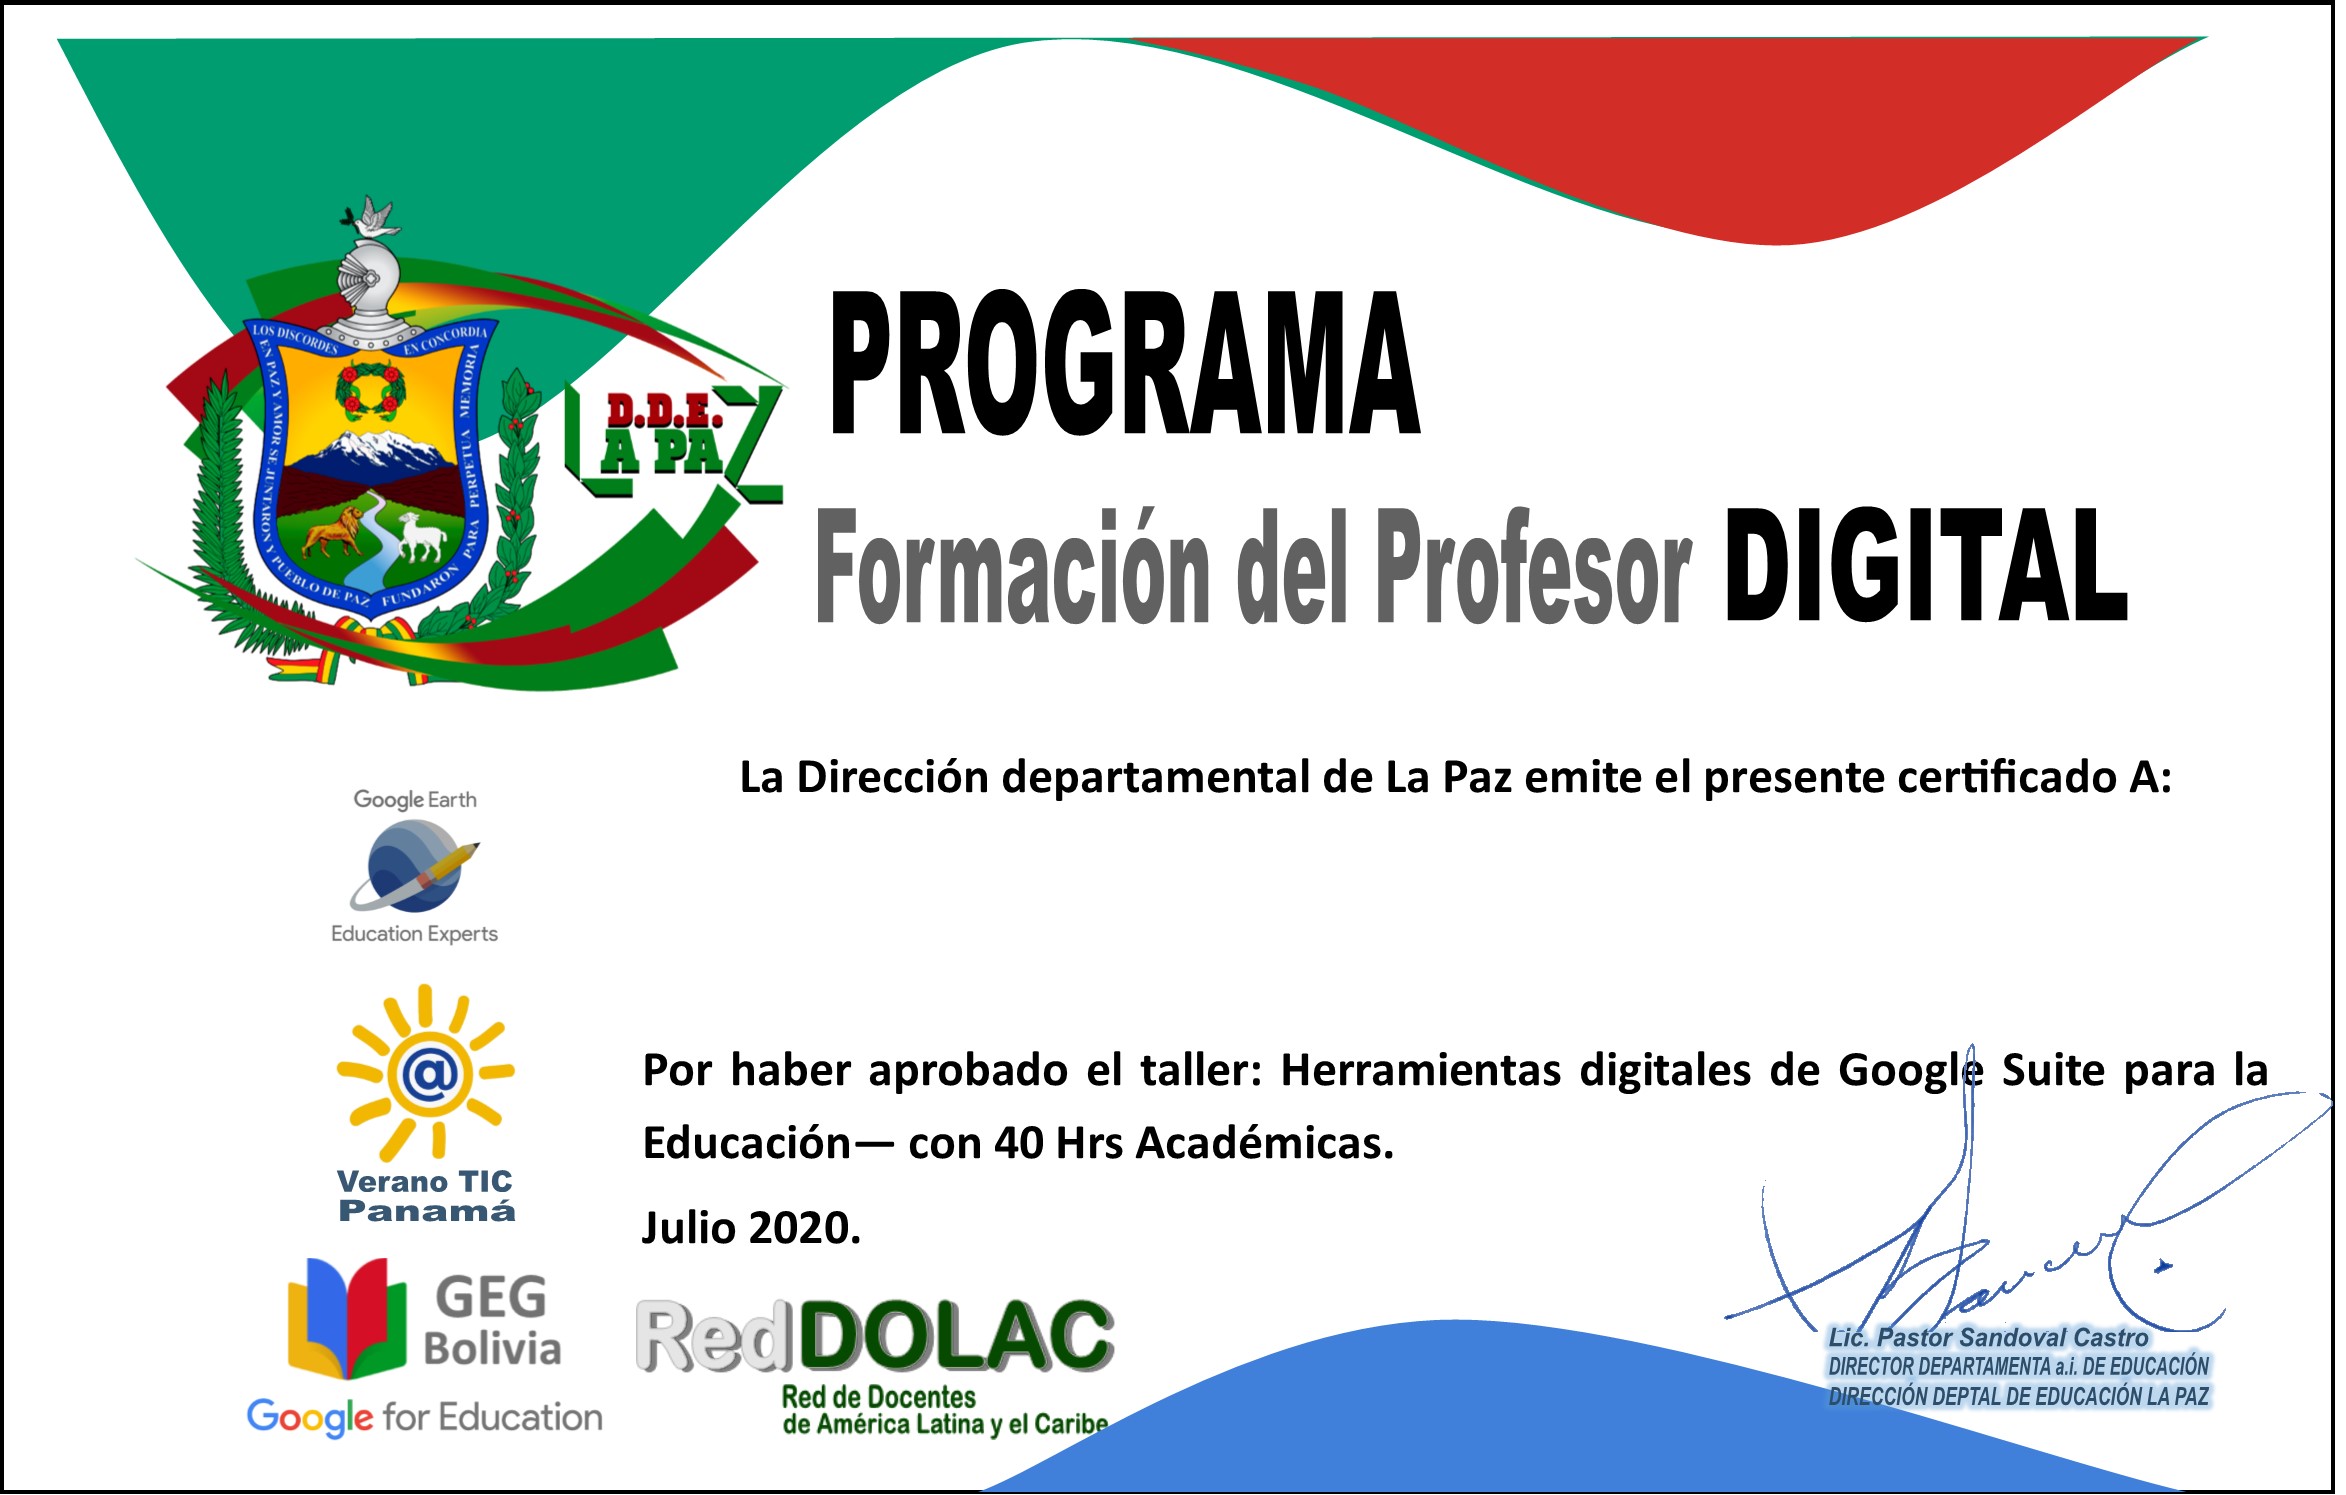 LOS DISCORDES EN CONCORDIA
EN PAZ Y AMOR SE JUNTARON Y PUEBLO DE PAZ FUNDARON PARA PERPETUA MEMORIA
D.D.E.
LA PAZ
PROGRAMA
Formación del Profesor DIGITAL
La Dirección departamental de La Paz emite el presente certificado A:
Google Earth
Education Experts
Por haber aprobado el taller: Herramientas digitales de Google Suite para la
Educación— con 40 Hrs Académicas.
Julio 2020.
@
Verano TIC
Panamá
GEG
Bolivia
Google for Education
RedDOLAC
Red de Docentes
de América Latina y el Caribe
Lic. Pastor Sandoval Castro
DIRECTOR DEPARTAMENTA a.i. DE EDUCACIÓN
DIRECCIÓN DEPTAL DE EDUCACIÓN LA PAZ